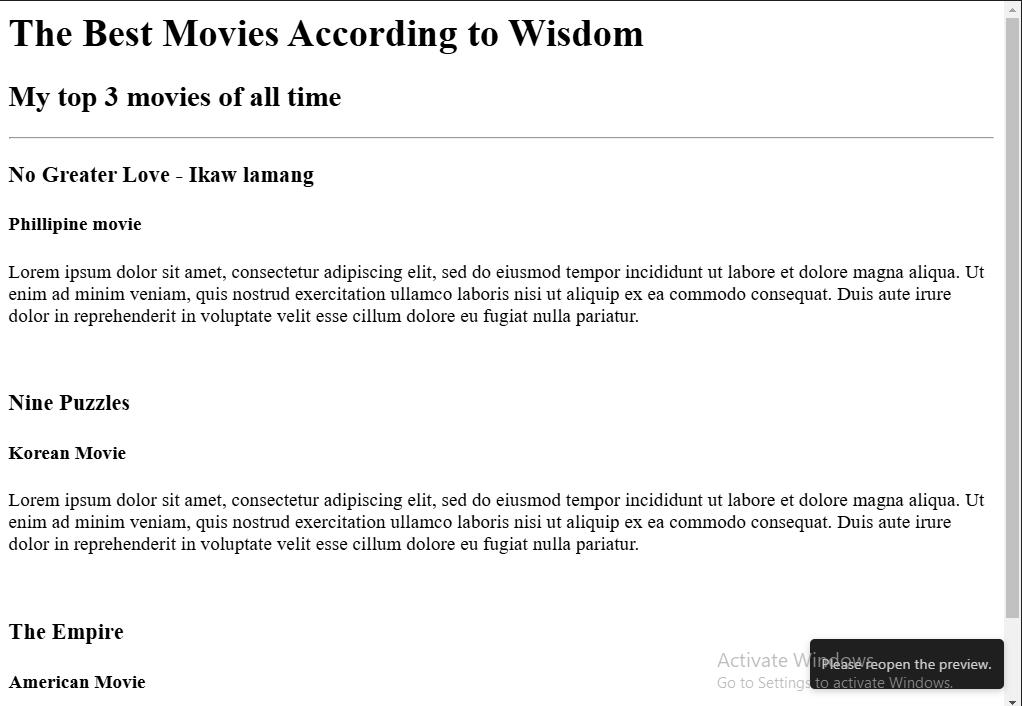 The Best Movies According to Wisdom
My top 3 movies of all time
No Greater Love - Ikaw lamang
Phillipine movie
Lorem ipsum dolor sit amet, consectetur adipiscing elit, sed do eiusmod tempor incididunt ut labore et dolore magna aliqua. Ut
enim ad minim veniam, quis nostrud exercitation ullamco laboris nisi ut aliquip ex ea commodo consequat. Duis aute irure
dolor in reprehenderit in voluptate velit esse cillum dolore eu fugiat nulla pariatur.
Nine Puzzles
Korean Movie
Lorem ipsum dolor sit amet, consectetur adipiscing elit, sed do eiusmod tempor incididunt ut labore et dolore magna aliqua. Ut
enim ad minim veniam, quis nostrud exercitation ullamco laboris nisi ut aliquip ex ea commodo consequat. Duis aute irure
dolor in reprehenderit in voluptate velit esse cillum dolore eu fugiat nulla pariatur.
The Empire
American Movie
Activate Windows
Please reopen the preview.
Go to Settings to activate Windows.